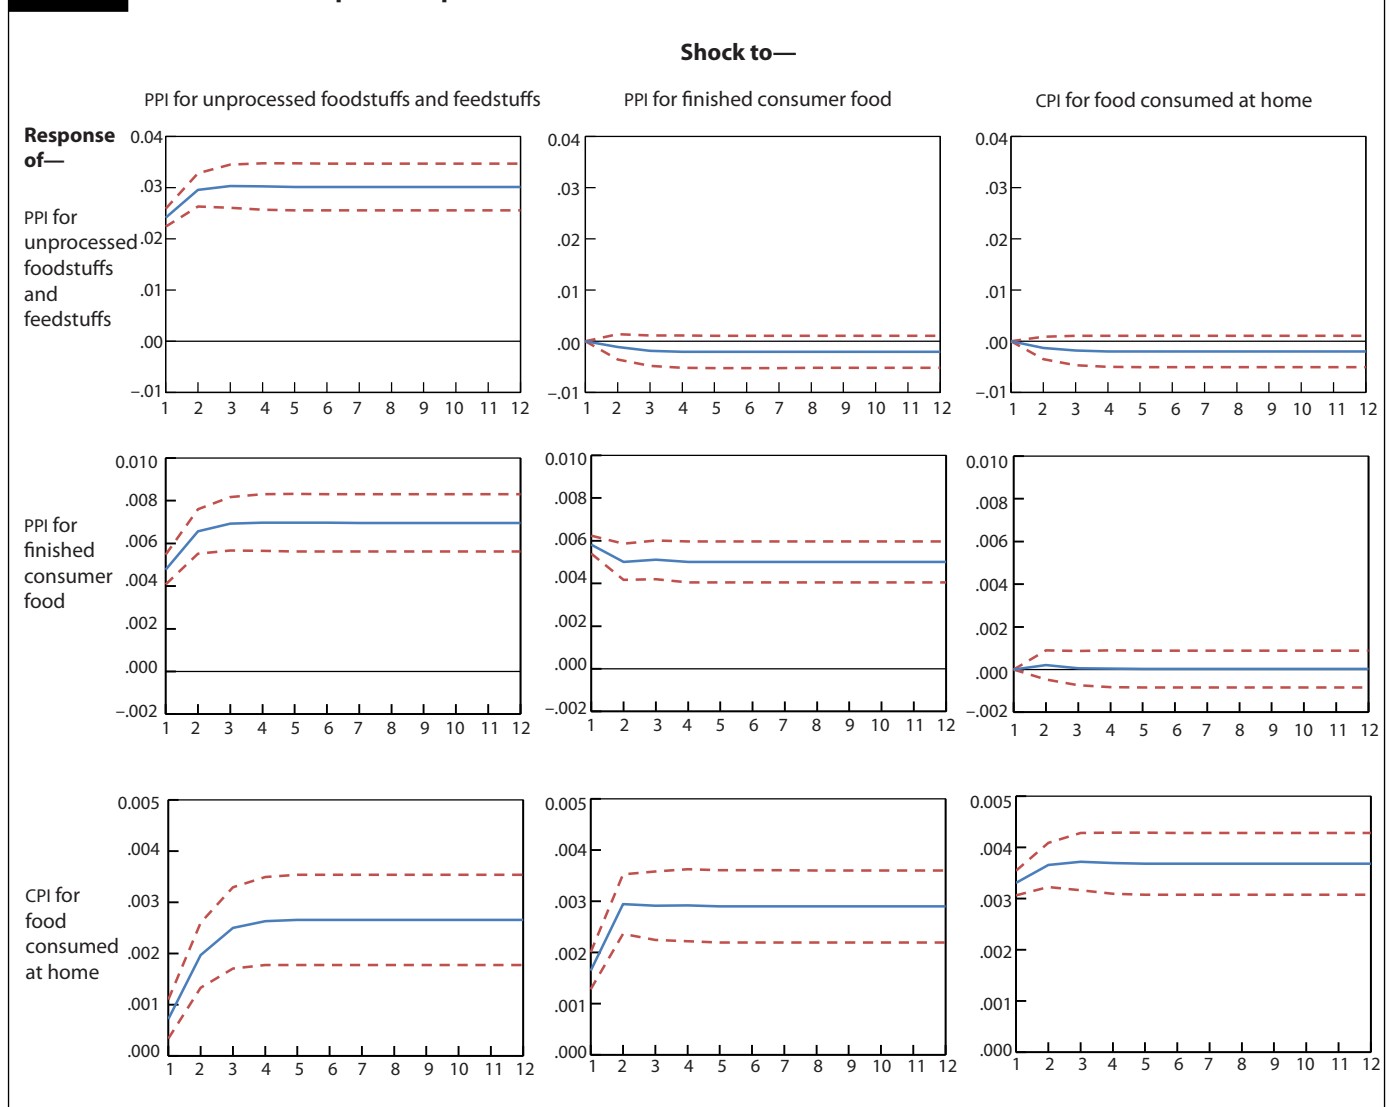 Shock to—
PPI for unprocessed foodstuffs and feedstuffs
PPI for finished consumer food
CPI for food consumed at home
Response
of—
PPI for
unprocessed
foodstuffs
and
feedstuffs
0.04
.03
.02
.01
.00
–.01
1 2 3 4 5 6 7 8 9 10 11 12
0.04
.03
.02
.01
.00
–.01
1 2 3 4 5 6 7 8 9 10 11 12
0.04
.03
.02
.01
.00
–.01
1 2 3 4 5 6 7 8 9 10 11 12
PPI for
finished
consumer
food
0.010
.008
.006
.004
.002
.000
–.002
1 2 3 4 5 6 7 8 9 10 11 12
0.010
.008
.006
.004
.002
.000
–.002
1 2 3 4 5 6 7 8 9 10 11 12
0.010
.008
.006
.004
.002
.000
–.002
1 2 3 4 5 6 7 8 9 10 11 12
CPI for
food
consumed
at home
0.005
.004
.003
.002
.001
.000
1 2 3 4 5 6 7 8 9 10 11 12
0.005
.004
.003
.002
.001
.000
1 2 3 4 5 6 7 8 9 10 11 12
0.005
.004
.003
.002
.001
.000
1 2 3 4 5 6 7 8 9 10 11 12